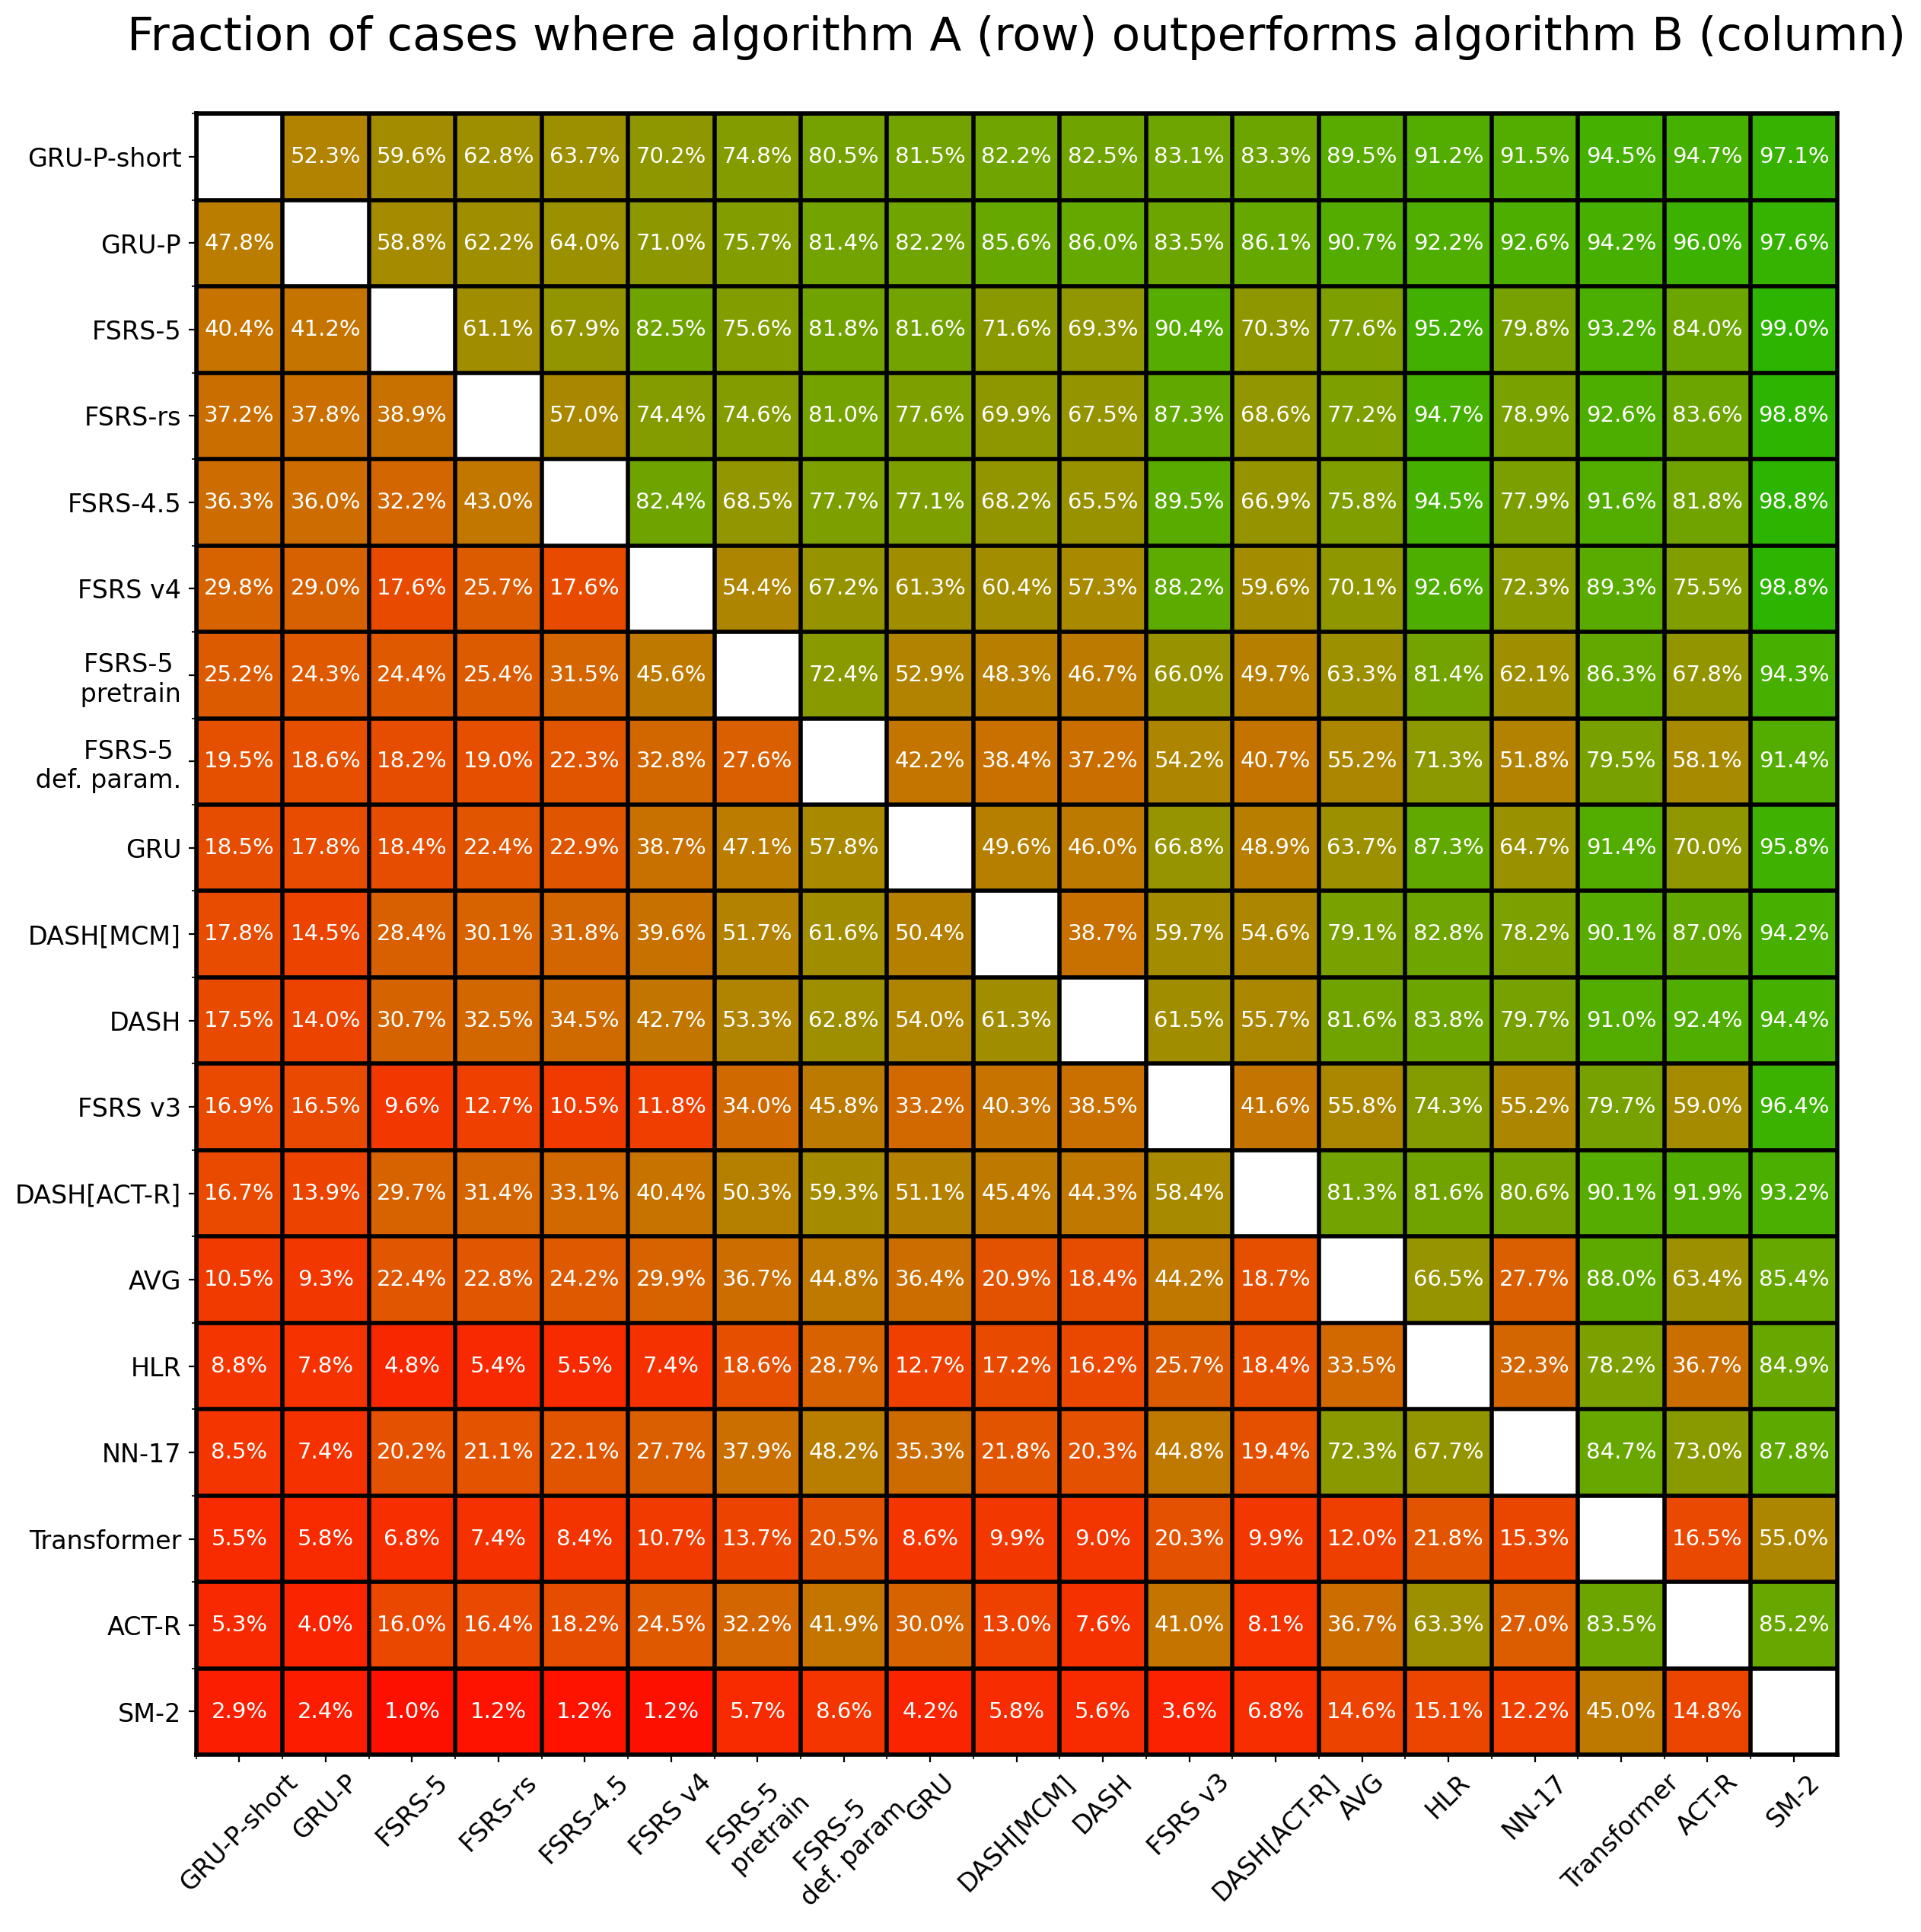 Fraction of cases where algorithm A (row) outperforms algorithm B (column)
GRU-P-short 52.3% 59.6% 62.8% 63.7% 70.2% 74.8% 80.5% 81.5% 82.2% 82.5% 83.1% 83.3% 89.5% 91.2% 91.5% 94.5% 94.7% 97.1%
GRU-P 47.8% 58.8% 62.2% 64.0% 71.0% 75.7% 81.4% 82.2% 85.6% 86.0% 83.5% 86.1% 90.7% 92.2% 92.6% 94.2% 96.0% 97.6%
FSRS-5 40.4% 41.2% 61.1% 67.9% 82.5% 75.6% 81.8% 81.6% 71.6% 69.3% 90.4% 70.3% 77.6% 95.2% 79.8% 93.2% 84.0% 99.0%
FSRS-rs 37.2% 37.8% 38.9% 57.0% 74.4% 74.6% 81.0% 77.6% 69.9% 67.5% 87.3% 68.6% 77.2% 94.7% 78.9% 92.6% 83.6% 98.8%
FSRS-4.5 36.3% 36.0% 32.2% 43.0% 82.4% 68.5% 77.7% 77.1% 68.2% 65.5% 89.5% 66.9% 75.8% 94.5% 77.9% 91.6% 81.8% 98.8%
FSRS v4 29.8% 29.0% 17.6% 25.7% 17.6% 54.4% 67.2% 61.3% 60.4% 57.3% 88.2% 59.6% 70.1% 92.6% 72.3% 89.3% 75.5% 98.8%
FSRS-5
pretrain 25.2% 24.3% 24.4% 25.4% 31.5% 45.6% 72.4% 52.9% 48.3% 46.7% 66.0% 49.7% 63.3% 81.4% 62.1% 86.3% 67.8% 94.3%
FSRS-5
def. param. 19.5% 18.6% 18.2% 19.0% 22.3% 32.8% 27.6% 42.2% 38.4% 37.2% 54.2% 40.7% 55.2% 71.3% 51.8% 79.5% 58.1% 91.4%
GRU 18.5% 17.8% 18.4% 22.4% 22.9% 38.7% 47.1% 57.8% 49.6% 46.0% 66.8% 48.9% 63.7% 87.3% 64.7% 91.4% 70.0% 95.8%
DASH[MCM] 17.8% 14.5% 28.4% 30.1% 31.8% 39.6% 51.7% 61.6% 50.4% 38.7% 59.7% 54.6% 79.1% 82.8% 78.2% 90.1% 87.0% 94.2%
DASH 17.5% 14.0% 30.7% 32.5% 34.5% 42.7% 53.3% 62.8% 54.0% 61.3% 61.5% 55.7% 81.6% 83.8% 79.7% 91.0% 92.4% 94.4%
FSRS v3 16.9% 16.5% 9.6% 12.7% 10.5% 11.8% 34.0% 45.8% 33.2% 40.3% 38.5% 41.6% 55.8% 74.3% 55.2% 79.7% 59.0% 96.4%
DASH[ACT-R] 16.7% 13.9% 29.7% 31.4% 33.1% 40.4% 50.3% 59.3% 51.1% 45.4% 44.3% 58.4% 81.3% 81.6% 80.6% 90.1% 91.9% 93.2%
AVG 10.5% 9.3% 22.4% 22.8% 24.2% 29.9% 36.7% 44.8% 36.4% 20.9% 18.4% 44.2% 18.7% 66.5% 27.7% 88.0% 63.4% 85.4%
HLR 8.8% 7.8% 4.8% 5.4% 5.5% 7.4% 18.6% 28.7% 12.7% 17.2% 16.2% 25.7% 18.4% 33.5% 32.3% 78.2% 36.7% 84.9%
NN-17 8.5% 7.4% 20.2% 21.1% 22.1% 27.7% 37.9% 48.2% 35.3% 21.8% 20.3% 44.8% 19.4% 72.3% 67.7% 84.7% 73.0% 87.8%
Transformer 5.5% 5.8% 6.8% 7.4% 8.4% 10.7% 13.7% 20.5% 8.6% 9.9% 9.0% 20.3% 9.9% 12.0% 21.8% 15.3% 16.5% 55.0%
ACT-R 5.3% 4.0% 16.0% 16.4% 18.2% 24.5% 32.2% 41.9% 30.0% 13.0% 7.6% 41.0% 8.1% 36.7% 63.3% 27.0% 83.5% 85.2%
SM-2 2.9% 2.4% 1.0% 1.2% 1.2% 1.2% 5.7% 8.6% 4.2% 5.8% 5.6% 3.6% 6.8% 14.6% 15.1% 12.2% 45.0% 14.8%
GRU-P-short
GRU-P
FSRS-5
FSRS-rs
FSRS-4.5
FSRS v4
FSRS-5
pretrain
FSRS-5
def. param
GRU
DASH[MCM]
DASH
FSRS v3
DASH[ACT-R]
AVG
HLR
NN-17
Transformer
ACT-R
SM-2